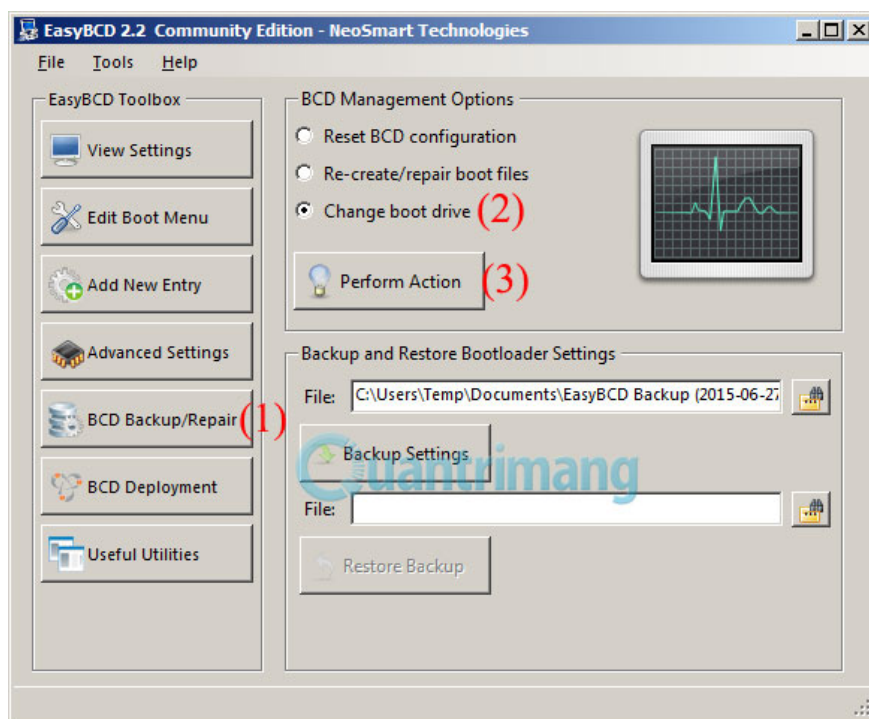 EasyBCD 2.2 Community Edition - NeoSmart Technologies
File Tools Help
EasyBCD Toolbox
View Settings
Edit Boot Menu
Add New Entry
Advanced Settings
BCD Backup/Repair (1)
BCD Deployment
Useful Utilities
BCD Management Options
Reset BCD configuration
Re-create/repair boot files
Change boot drive (2)
Perform Action (3)
Backup and Restore Bootloader Settings
File: C:\Users\Temp\Documents\EasyBCD Backup (2015-06-27
Backup Settings
Quantrimang
File:
Restore Backup